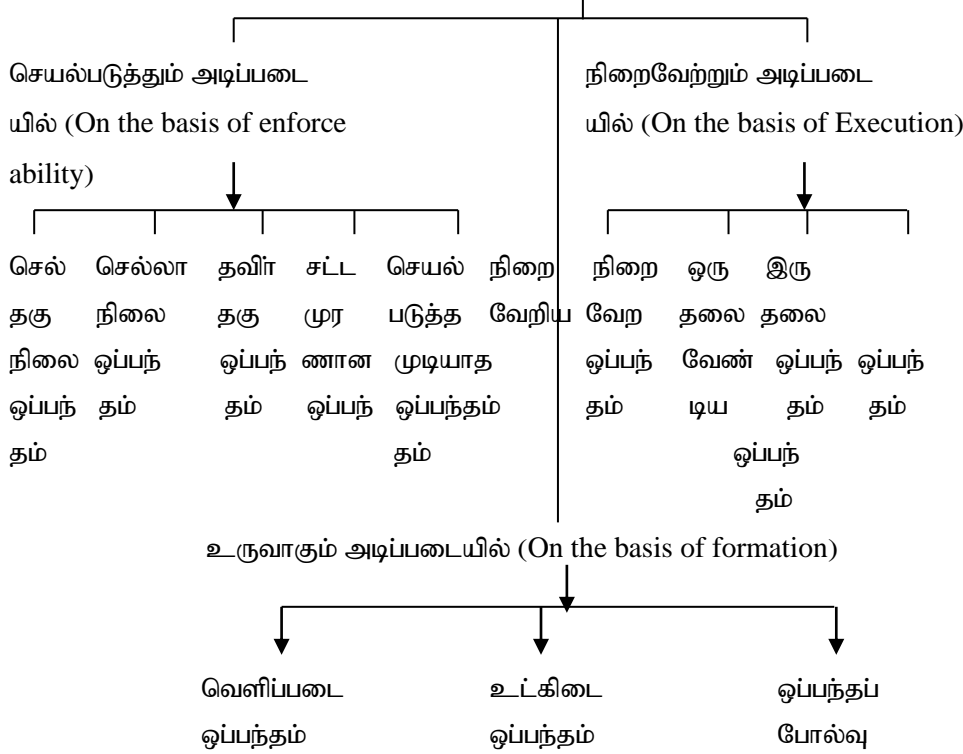 செயல்படுத்தும் அடிப்படை நிறைவேற்றும் அடிப்படை
யில் (On the basis of enforce யில் (On the basis of Execution)
ability)
செல் செல்லா தவிர் சட்ட செயல் நிறை நிறை ஒரு இரு
தகு நிலை தகு முர படுத்த வேறிய வேற தலை தலை
நிலை ஒப்பந் ஒப்பந் ணான முடியாத ஒப்பந் வேண் ஒப்பந் ஒப்பந்
ஒப்பந் தம் தம் ஒப்பந் ஒப்பந்தம் தம் டிய தம் தம்
தம் தம் ஒப்பந்
தம்
உருவாகும் அடிப்படையில் (On the basis of formation)
வெளிப்படை உட்கிடை ஒப்பந்தப்
ஒப்பந்தம் ஒப்பந்தம் போல்வு